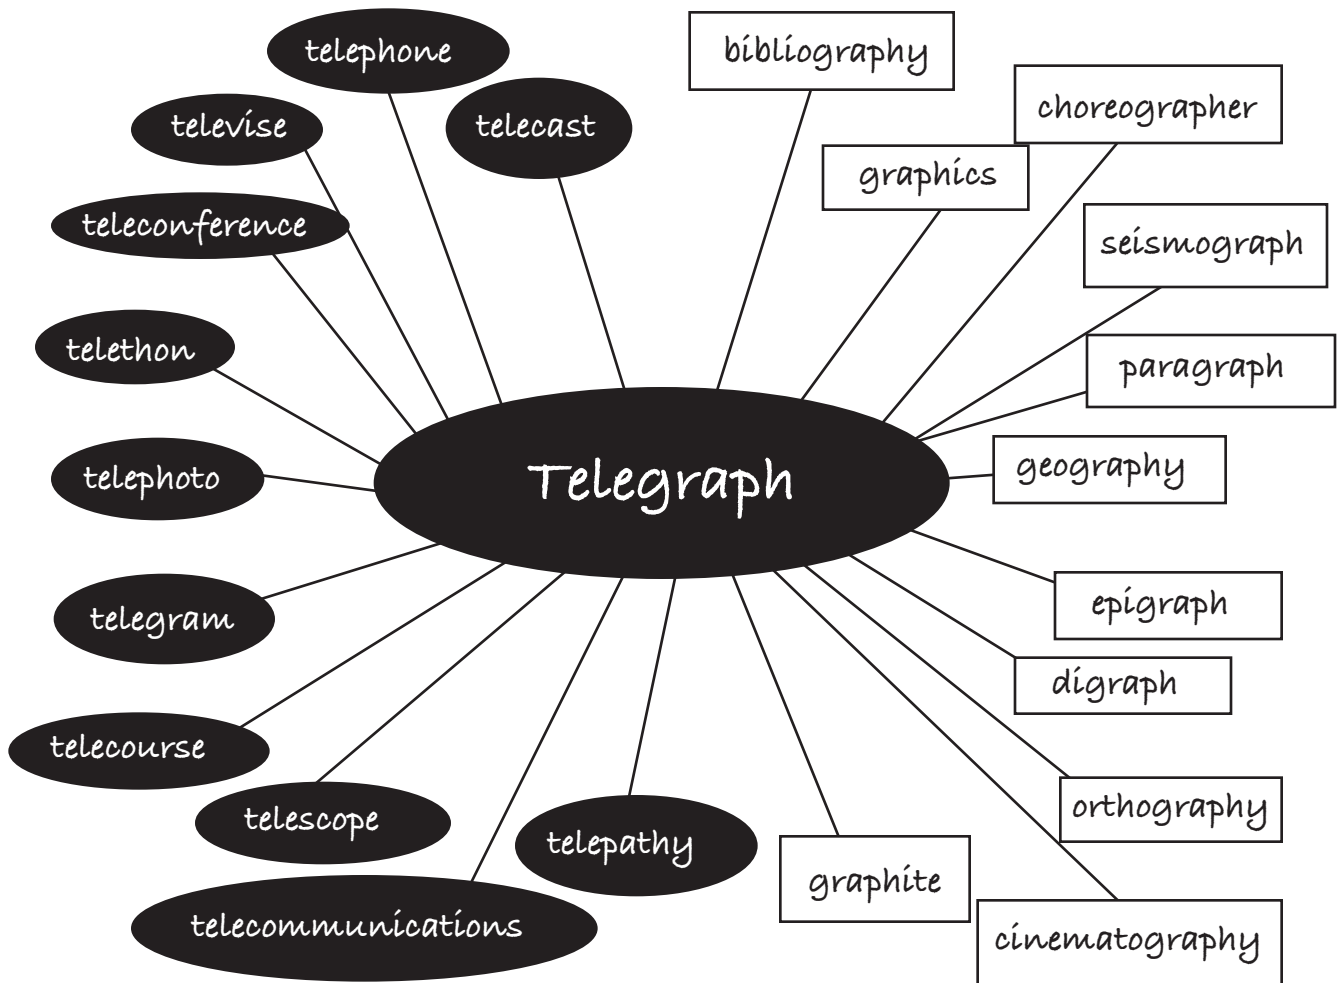 telephone
bibliography
telecast
televise
choreographer
graphics
teleconference
seismograph
telethon
paragraph
Telegraph
geography
telephoto
telegram
epigraph
digraph
telecourse
telescope
orthography
telepathy
graphite
telecommunications
cinematography